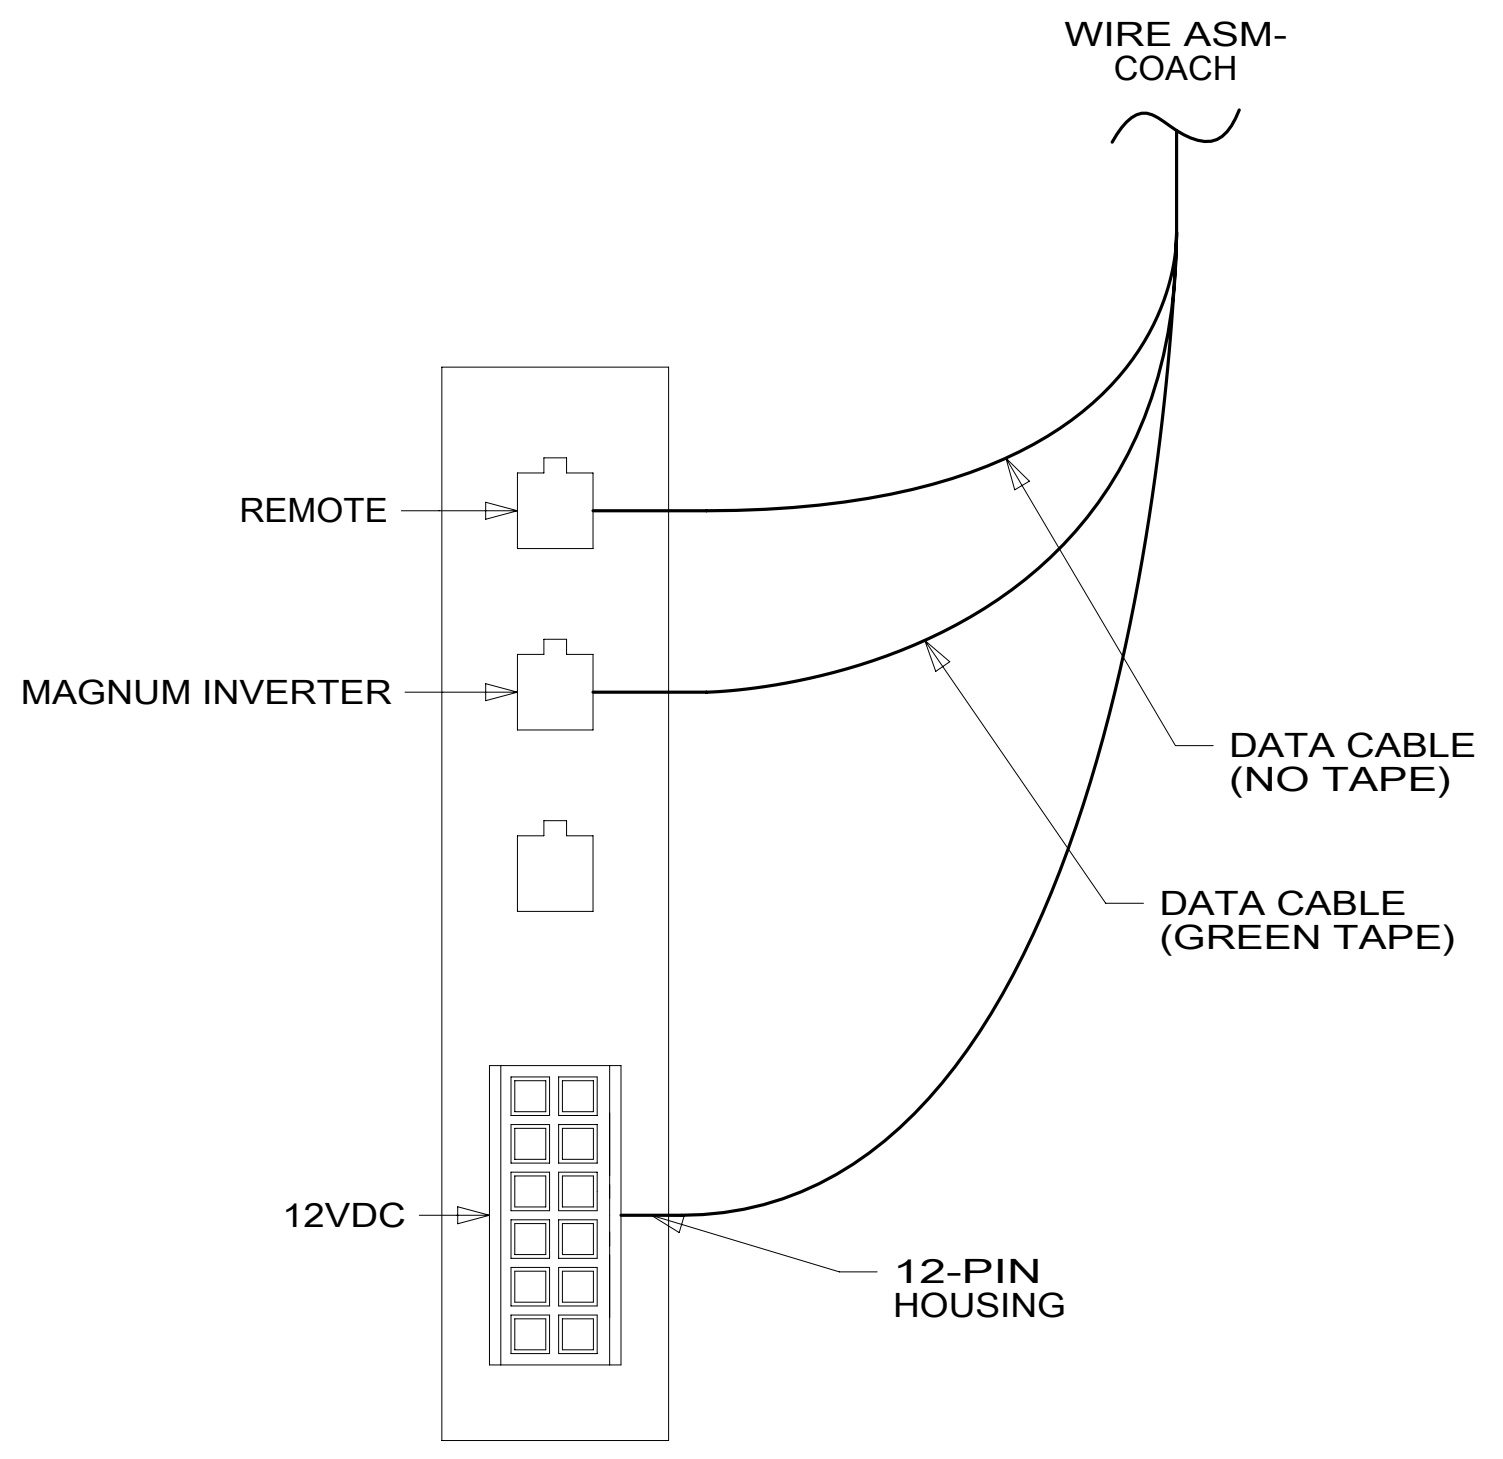 WIRE ASM-
COACH
REMOTE
MAGNUM INVERTER
DATA CABLE
(NO TAPE)
DATA CABLE
(GREEN TAPE)
12VDC
12-PIN
HOUSING